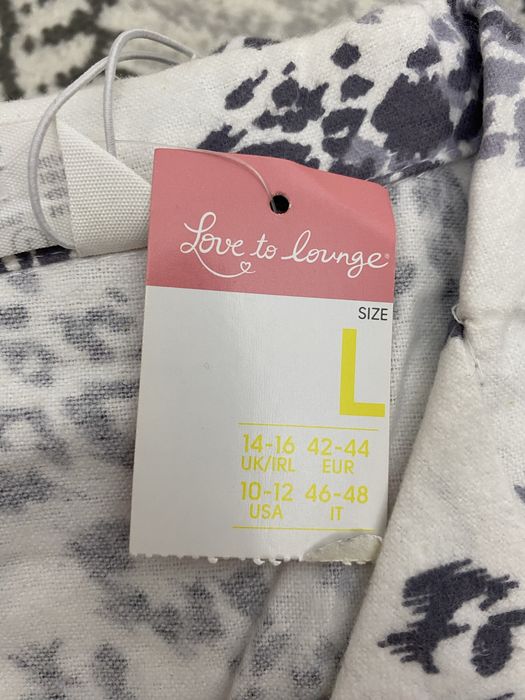 Love to lounge®
SIZE
L
14-16 42-44
UK/IRL EUR
10-12 46-48
USA IT